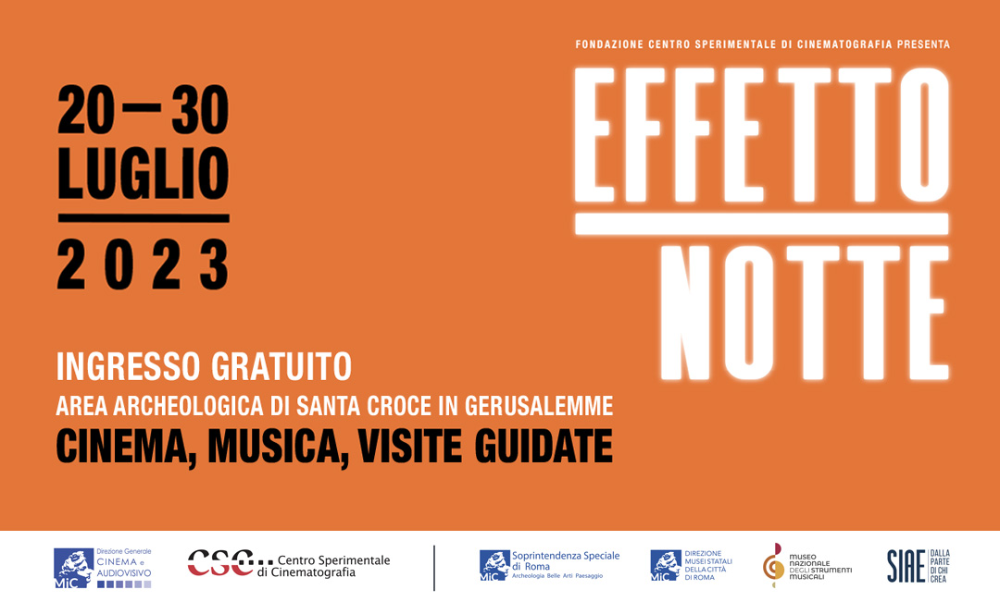 FONDAZIONE CENTRO SPERIMENTALE DI CINEMATOGRAFIA PRESENTA
EFFETTO
NOTTE
20—30
LUGLIO
2023
INGRESSO GRATUITO
AREA ARCHEOLOGICA DI SANTA CROCE IN GERUSALEMME
CINEMA, MUSICA, VISITE GUIDATE
MiC
Direzione Generale
CINEMA e
AUDIOVISIVO
CSC...
Centro Sperimentale
di Cinematografia
MiC
Soprintendenza Speciale
di Roma
Archeologia Belle Arti Paesaggio
MiC
DIREZIONE
MUSEI STATALI
DELLA CITTÀ
DI ROMA
MUSEO
NAZIONALE
DEGLI STRUMENTI
MUSICALI
SIAE
DALLA
PARTE
DI CHI
CREA